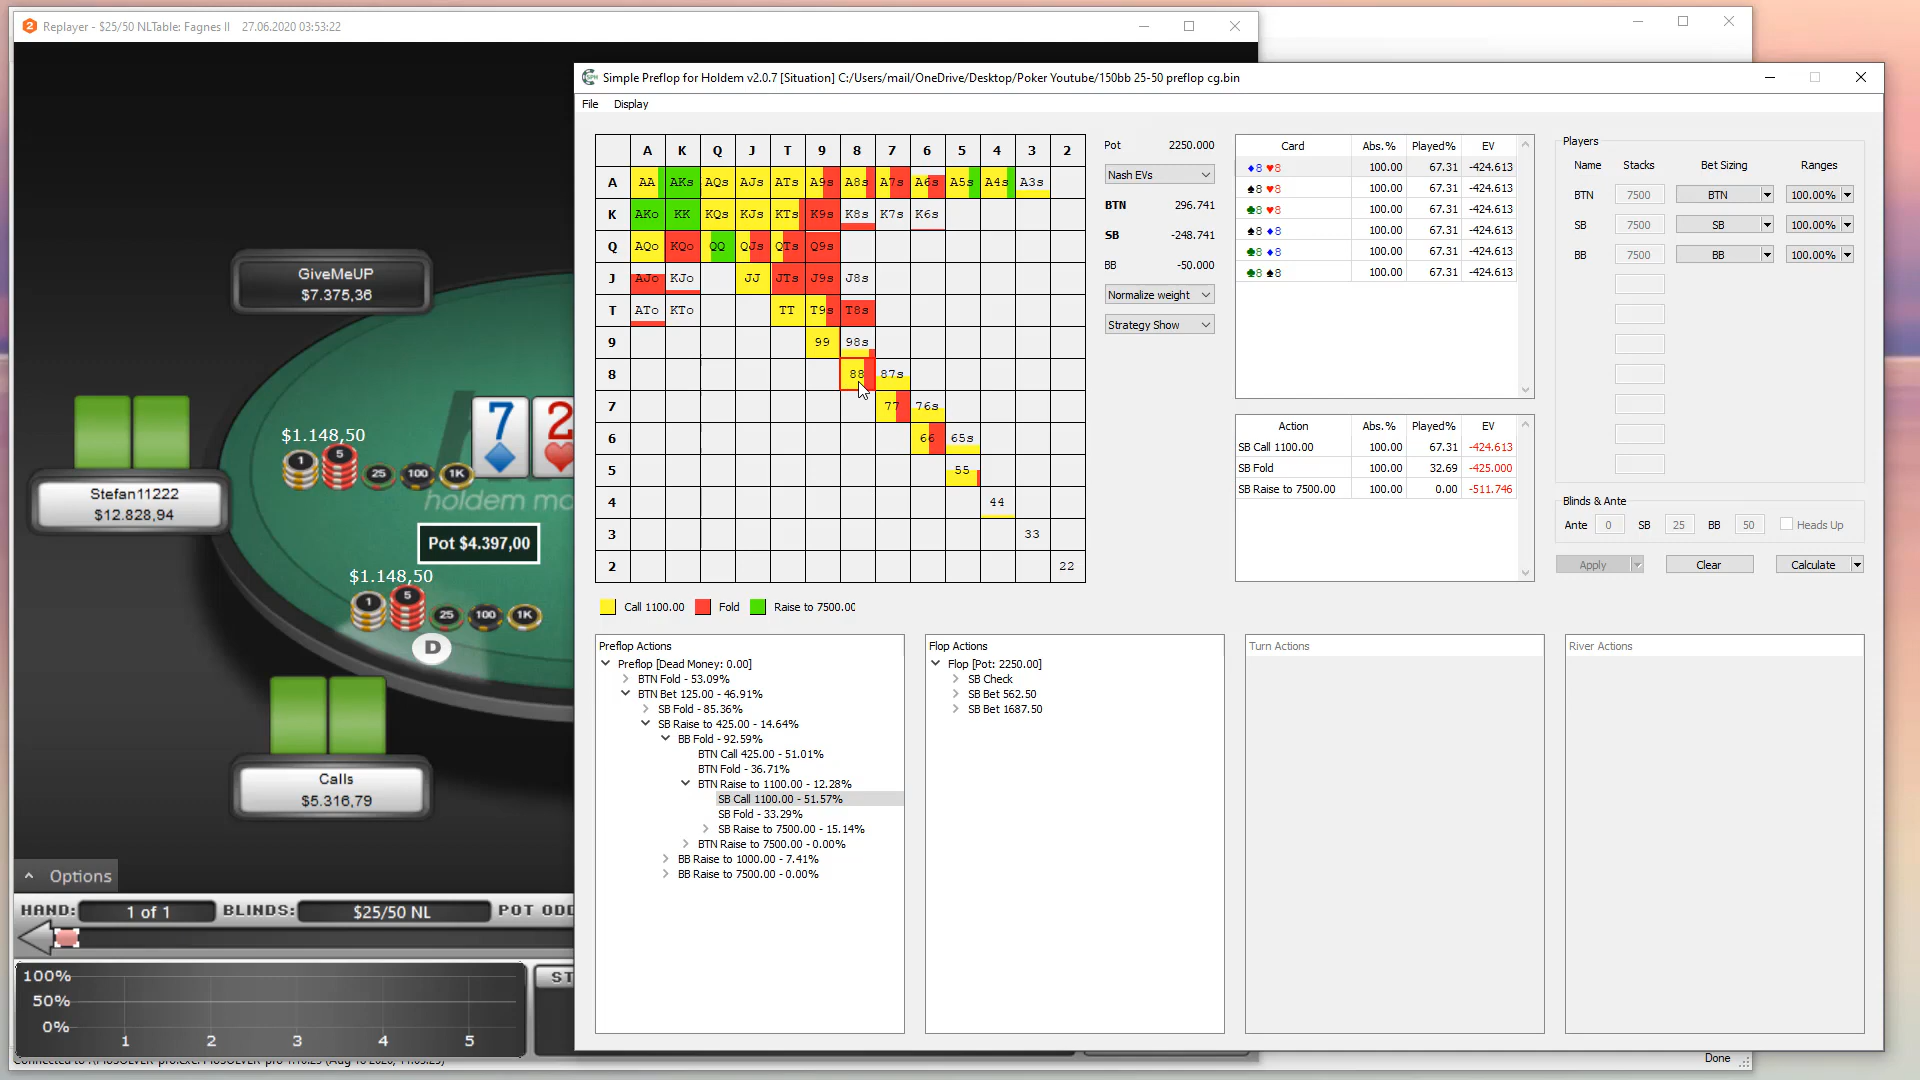 Replayer - $25/50 NLTable: Fagnes II 27.06.2020 03:53:22
Simple Preflop for Holdem v2.0.7 [Situation] C:/Users/mail/OneDrive/Desktop/Poker Youtube/150bb 25-50 preflop cg.bin
File Display
A K Q J T 9 8 7 6 5 4 3 2
A AA AKs AQs AJs ATs A9s A8s A7s A6s A5s A4s A3s
K AKo KK KQs KJs KTs K9s K8s K7s K6s
Q AQo KQo QQ QJs QTs Q9s
J AJo KJo JJ JTs J9s J8s
T ATo KTo TT T9s T8s
9 99 98s
8 88 87s
7 77 76s
6 66 65s
5 55
4 44
3 33
2 22
Call 1100.00 Fold Raise to 7500.00
Pot 2250.000
Nash EVs
BTN 296.741
SB -248.741
BB -50.000
Normalize weight
Strategy Show
Card Abs.% Played% EV
♦8 ♥8 100.00 67.31 -424.613
♠8 ♥8 100.00 67.31 -424.613
♣8 ♥8 100.00 67.31 -424.613
♠8 ♦8 100.00 67.31 -424.613
♣8 ♦8 100.00 67.31 -424.613
♣8 ♠8 100.00 67.31 -424.613
Action Abs.% Played% EV
SB Call 1100.00 100.00 67.31 -424.613
SB Fold 100.00 32.69 -425.000
SB Raise to 7500.00 100.00 0.00 -511.746
Players
Name Stacks Bet Sizing Ranges
BTN 7500 BTN 100.00%
SB 7500 SB 100.00%
BB 7500 BB 100.00%
Blinds & Ante
Ante 0 SB 25 BB 50 Heads Up
Apply Clear Calculate
Preflop Actions
Preflop [Dead Money: 0.00]
BTN Fold - 53.09%
BTN Bet 125.00 - 46.91%
SB Fold - 85.36%
SB Raise to 425.00 - 14.64%
BB Fold - 92.59%
BTN Call 425.00 - 51.01%
BTN Fold - 36.71%
BTN Raise to 1100.00 - 12.28%
SB Call 1100.00 - 51.57%
SB Fold - 33.29%
SB Raise to 7500.00 - 15.14%
BTN Raise to 7500.00 - 0.00%
BB Raise to 1000.00 - 7.41%
BB Raise to 7500.00 - 0.00%
Flop Actions
Flop [Pot: 2250.00]
SB Check
SB Bet 562.50
SB Bet 1687.50
Turn Actions
River Actions
GiveMeUP
$7.375,36
$1.148,50
1 5 25 100 1K
7 2
Stefan11222
$12.828,94
holdem ma
Pot $4.397,00
$1.148,50
1 5 25 100 1K
D
Calls
$5.316,79
Options
HAND: 1 of 1 BLINDS: $25/50 NL POT ODD
100%
50%
0%
1 2 3 4 5
ST
Done